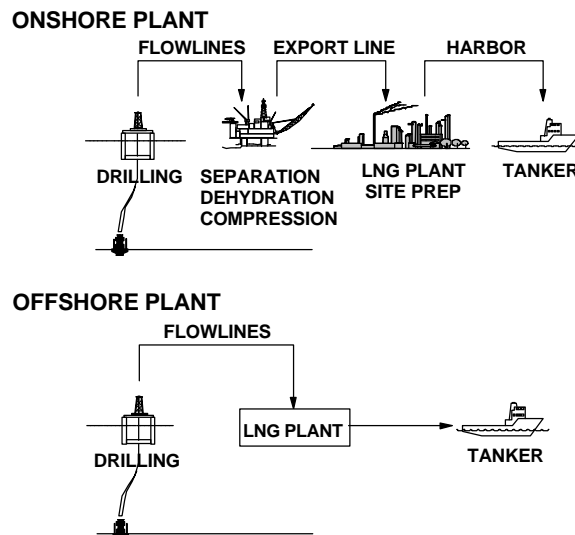 ONSHORE PLANT
FLOWLINES
EXPORT LINE
HARBOR
DRILLING
SEPARATION
DEHYDRATION
COMPRESSION
LNG PLANT
SITE PREP
TANKER
OFFSHORE PLANT
FLOWLINES
DRILLING
LNG PLANT
TANKER